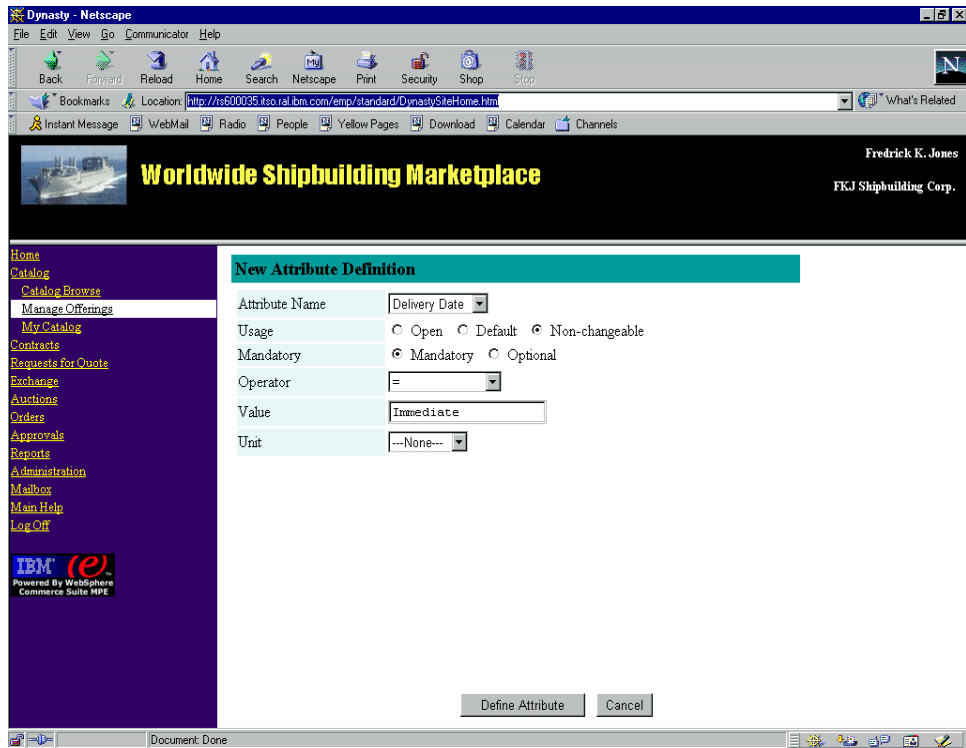 Dynasty - Netscape
File Edit View Go Communicator Help
My
Back Forward Reload Home Search Netscape Print Security Shop Stop
N
Bookmarks Location: http://rs600035.itso.ral.ibm.com/emp/standard/DynastySiteHome.htm What's Related
Instant Message WebMail Radio People Yellow Pages Download Calendar Channels
Worldwide Shipbuilding Marketplace
Fredrick K. Jones
FKJ Shipbuilding Corp.
Home
Catalog
Catalog Browse
Manage Offerings
My Catalog
Contracts
Requests for Quote
Exchange
Auctions
Orders
Approvals
Reports
Administration
Mailbox
Main Help
Log Off
IBM e
Powered By WebSphere
Commerce Suite MPE
New Attribute Definition
Attribute Name Delivery Date
Usage Open Default Non-changeable
Mandatory Mandatory Optional
Operator =
Value Immediate
Unit ---None---
Define Attribute Cancel
Document: Done